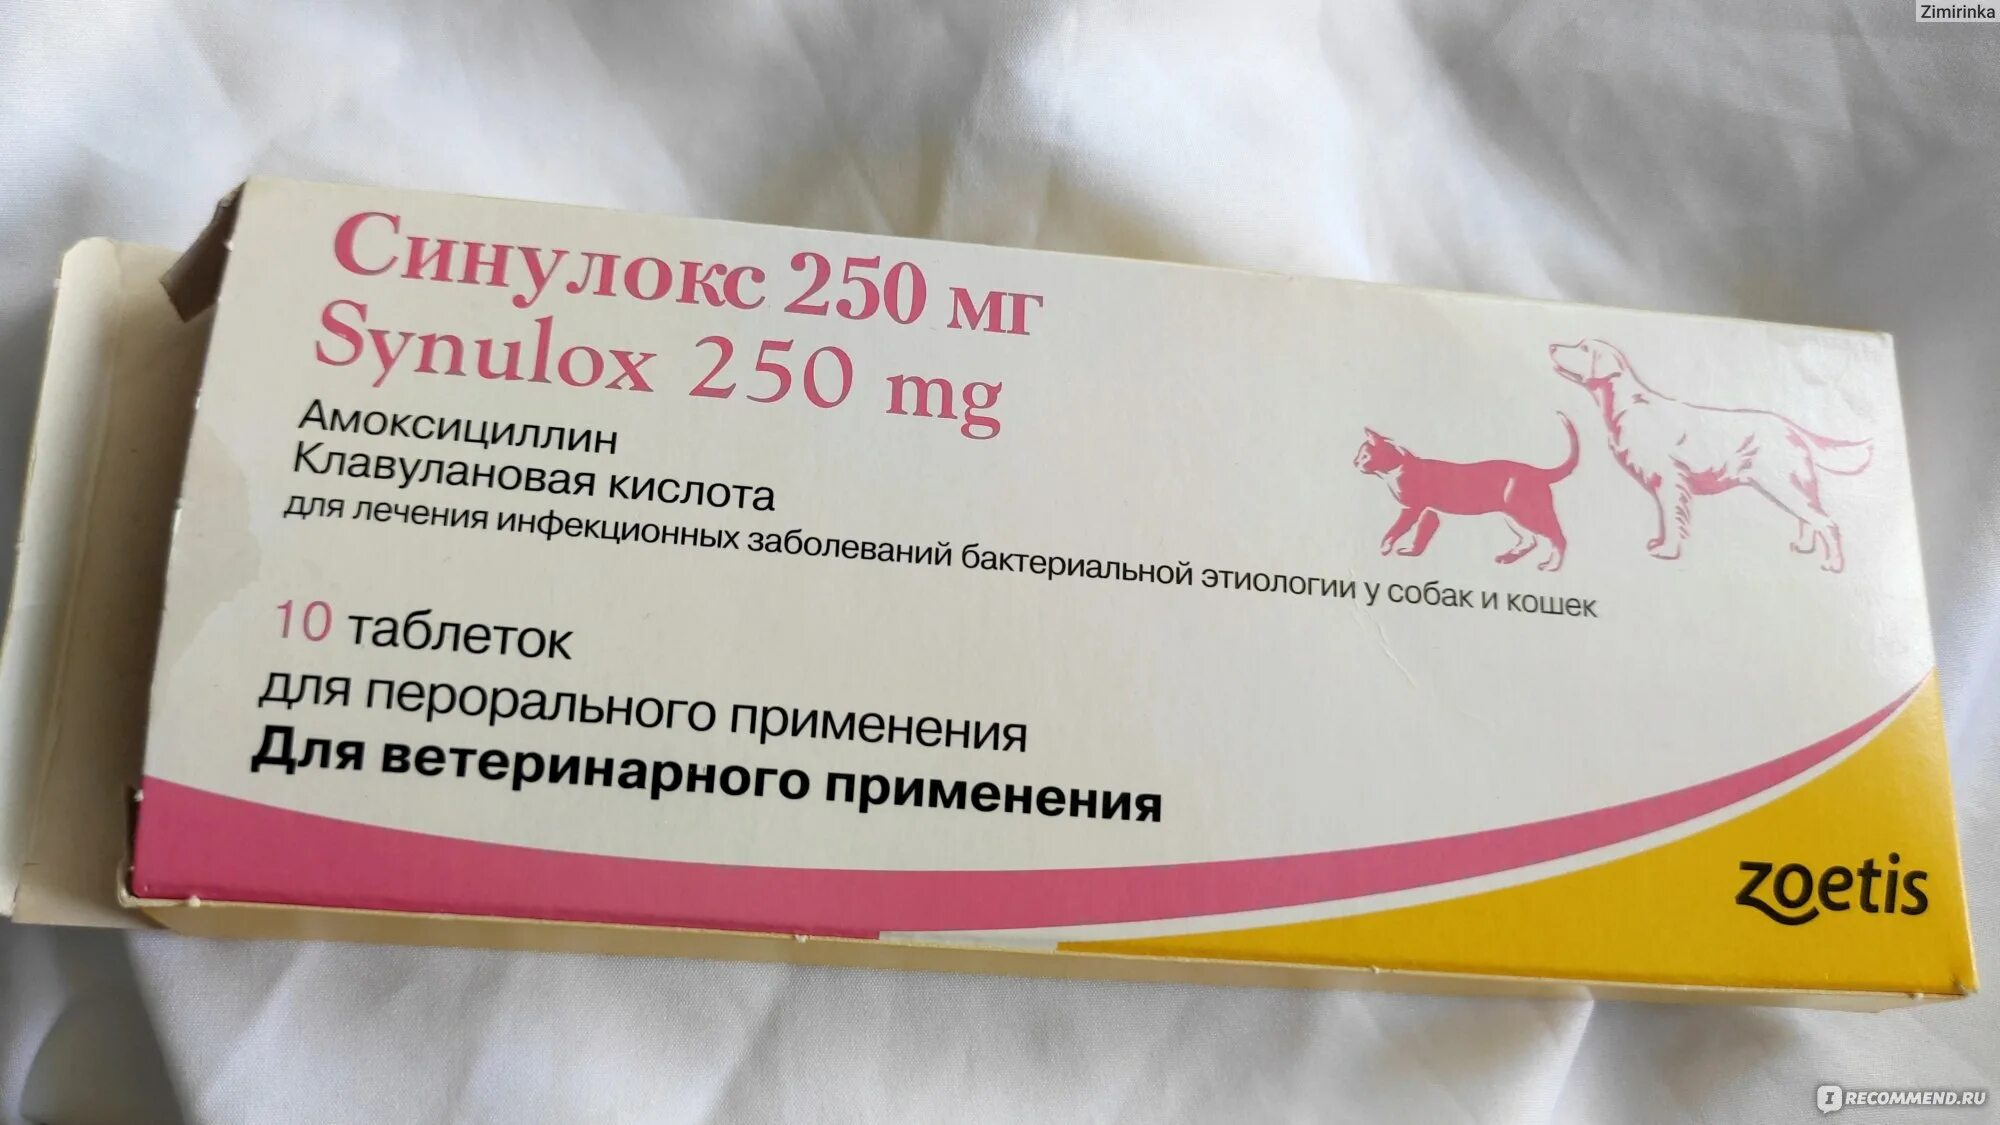 Zimirinka
Синулокс 250 мг
Synulox 250 mg
Амоксициллин
Клавулановая кислота
для лечения инфекционных заболеваний бактериальной этиологии у собак и кошек
10 таблеток
для перорального применения
Для ветеринарного применения
zoetis
IRECOMMEND.RU